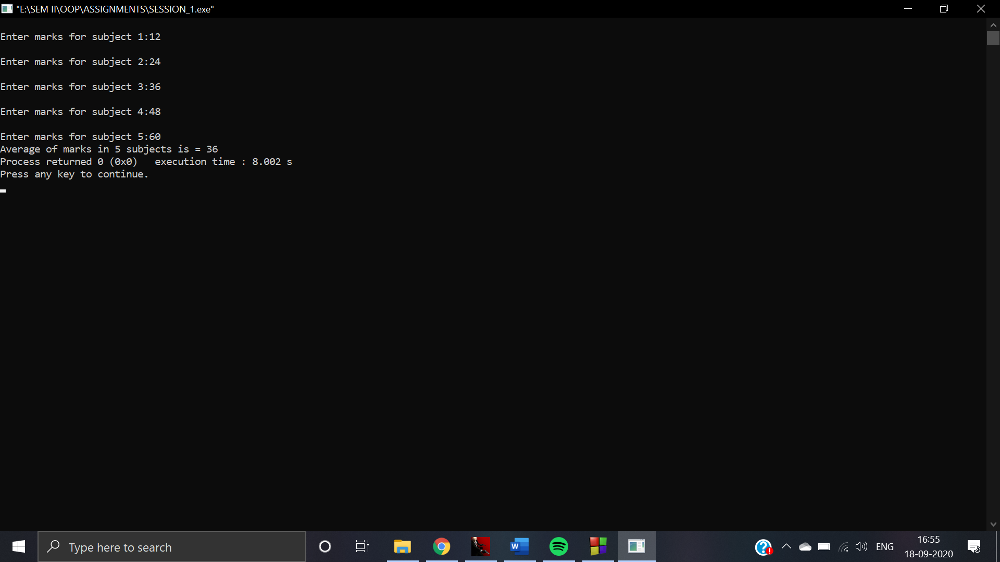 "E:\SEM II\OOP\ASSIGNMENTS\SESSION_1.exe"
Enter marks for subject 1:12
Enter marks for subject 2:24
Enter marks for subject 3:36
Enter marks for subject 4:48
Enter marks for subject 5:60
Average of marks in 5 subjects is = 36
Process returned 0 (0x0)   execution time : 8.002 s
Press any key to continue.
Type here to search
W
ENG
16:55
18-09-2020